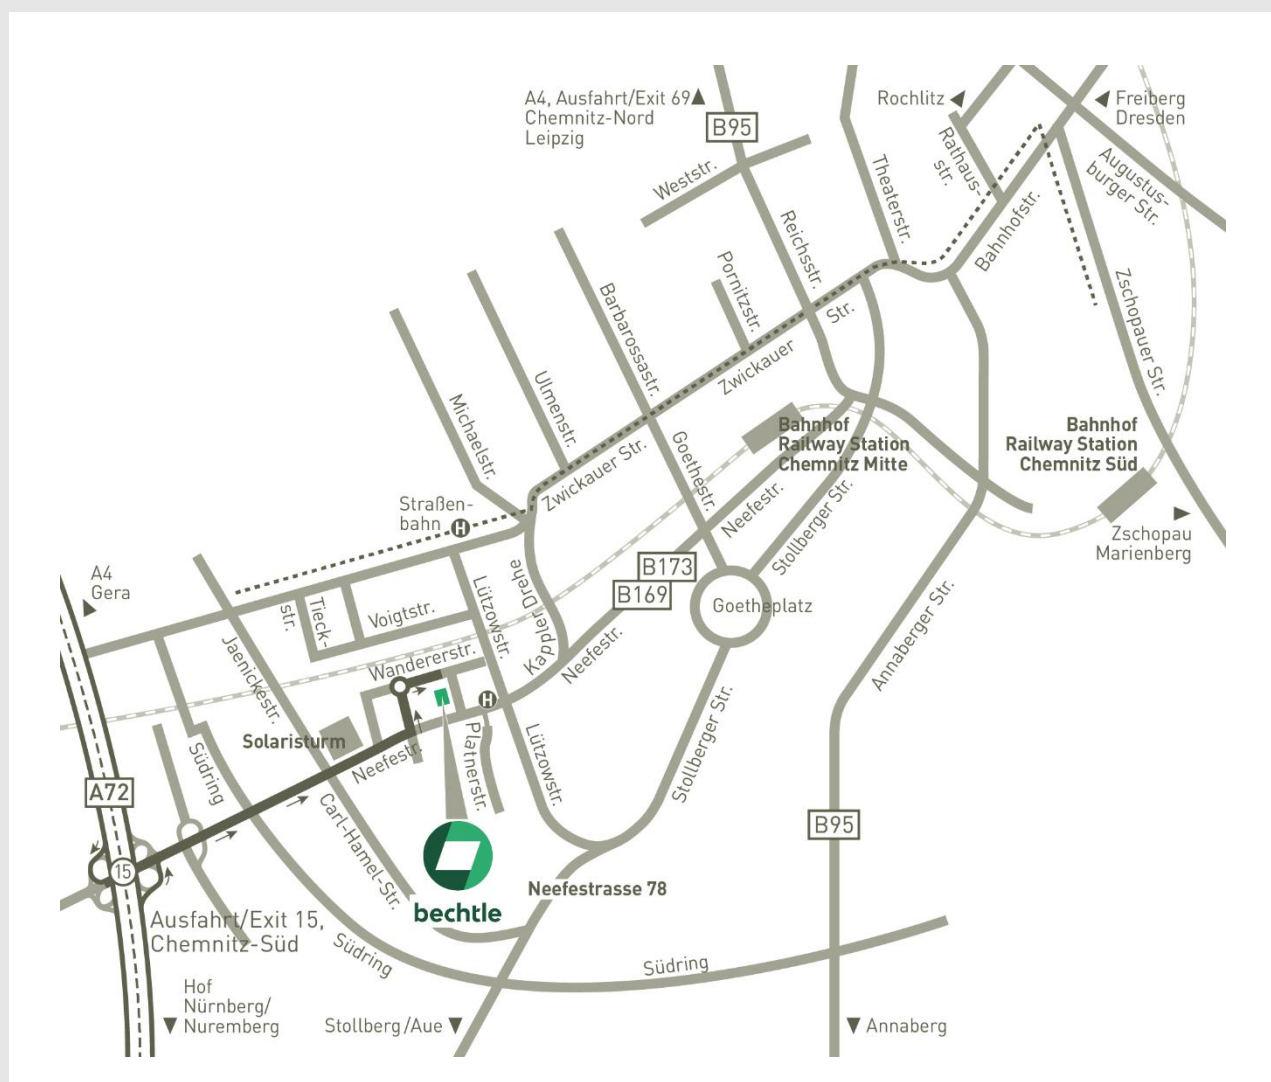 A4, Ausfahrt/Exit 69
Chemnitz-Nord
Leipzig
B95
Rochlitz
Freiberg
Dresden
Weststr.
Theaterstr.
Rathaus-
str.
Augustus-
burger Str.
Reichsstr.
Bahnhofstr.
Pornitzstr.
Barbarossastr.
Str.
Zwickauer
Zschopauer Str.
Ulmenstr.
Michaelstr.
Zwickauer Str.
Goethestr.
Bahnhof
Railway Station
Chemnitz Mitte
Bahnhof
Railway Station
Chemnitz Süd
Straßen-
bahn
H
Neefestr.
Stollberger Str.
Zschopau
Marienberg
A4
Gera
B173
B169
Goetheplatz
Tieck-
str.
Voigtstr.
Lützowstr.
Kappler Drehe
Neefestr.
Annaberger Str.
Jaenickestr.
Wandererstr.
H
Solaristurm
Neefestr.
Platnerstr.
Lützowstr.
Stollberger Str.
Südring
A72
Carl-Hamel-Str.
B95
15
bechtle
Neefestrasse 78
Ausfahrt/Exit 15,
Chemnitz-Süd
Südring
Südring
Hof
Nürnberg/
Nuremberg
Stollberg/Aue
Annaberg